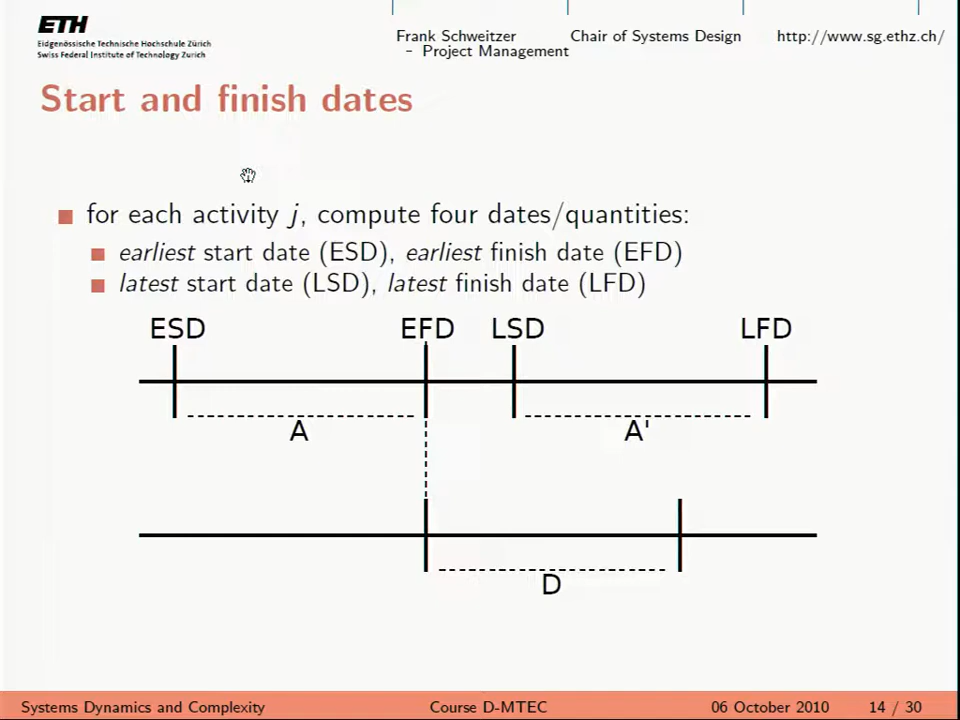 ETH
Eidgenössische Technische Hochschule Zürich
Swiss Federal Institute of Technology Zurich
Frank Schweitzer Chair of Systems Design http://www.sg.ethz.ch/
– Project Management
Start and finish dates
for each activity j, compute four dates/quantities:
earliest start date (ESD), earliest finish date (EFD)
latest start date (LSD), latest finish date (LFD)
ESD EFD LSD LFD
A A'
D
Systems Dynamics and Complexity Course D-MTEC 06 October 2010 14 / 30